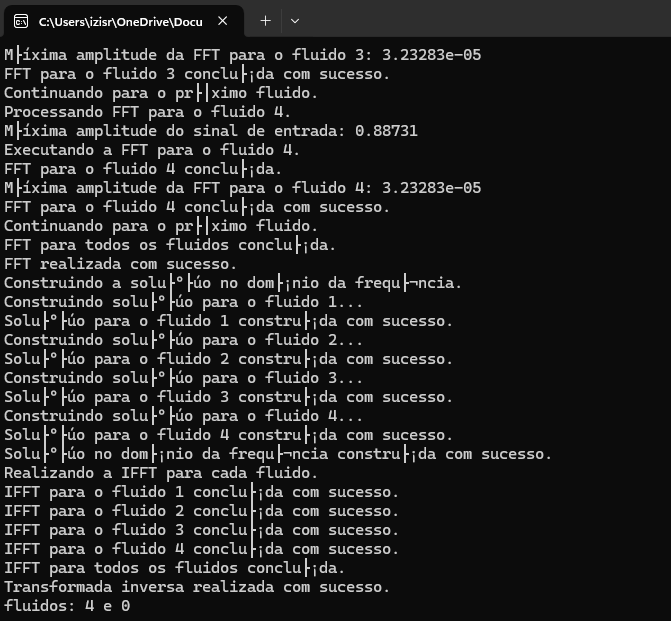 C:\Users\izisr\OneDrive\Docu
M├íxima amplitude da FFT para o fluido 3: 3.23283e-05
FFT para o fluido 3 conclu├¡da com sucesso.
Continuando para o pr├│ximo fluido.
Processando FFT para o fluido 4.
M├íxima amplitude do sinal de entrada: 0.88731
Executando a FFT para o fluido 4.
FFT para o fluido 4 conclu├¡da.
M├íxima amplitude da FFT para o fluido 4: 3.23283e-05
FFT para o fluido 4 conclu├¡da com sucesso.
Continuando para o pr├│ximo fluido.
FFT para todos os fluidos conclu├¡da.
FFT realizada com sucesso.
Construindo a solu├º├úo no dom├¡nio da frequ├¬ncia.
Construindo solu├º├úo para o fluido 1...
Solu├º├úo para o fluido 1 constru├¡da com sucesso.
Construindo solu├º├úo para o fluido 2...
Solu├º├úo para o fluido 2 constru├¡da com sucesso.
Construindo solu├º├úo para o fluido 3...
Solu├º├úo para o fluido 3 constru├¡da com sucesso.
Construindo solu├º├úo para o fluido 4...
Solu├º├úo para o fluido 4 constru├¡da com sucesso.
Solu├º├úo no dom├¡nio da frequ├¬ncia constru├¡da com sucesso.
Realizando a IFFT para cada fluido.
IFFT para o fluido 1 conclu├¡da com sucesso.
IFFT para o fluido 2 conclu├¡da com sucesso.
IFFT para o fluido 3 conclu├¡da com sucesso.
IFFT para o fluido 4 conclu├¡da com sucesso.
IFFT para todos os fluidos conclu├¡da.
Transformada inversa realizada com sucesso.
fluidos: 4 e 0